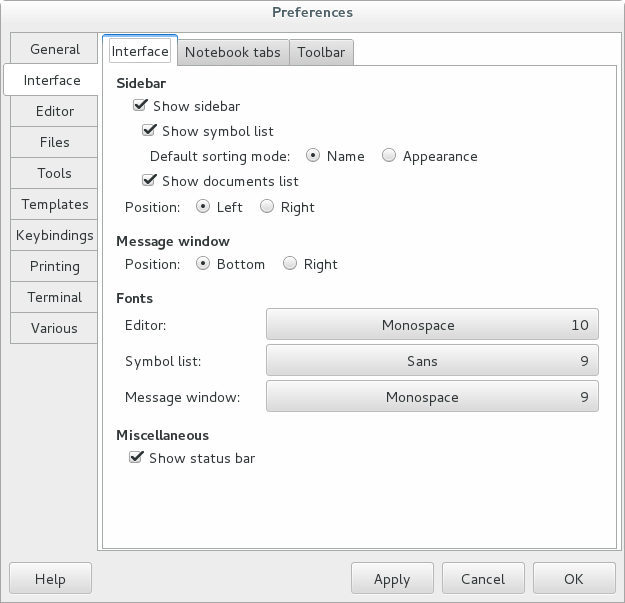 Preferences
General
Interface
Editor
Files
Tools
Templates
Keybindings
Printing
Terminal
Various
Interface Notebook tabs Toolbar
Sidebar
Show sidebar
Show symbol list
Default sorting mode: Name Appearance
Show documents list
Position: Left Right
Message window
Position: Bottom Right
Fonts
Editor: Monospace 10
Symbol list: Sans 9
Message window: Monospace 9
Miscellaneous
Show status bar
Help Apply Cancel OK